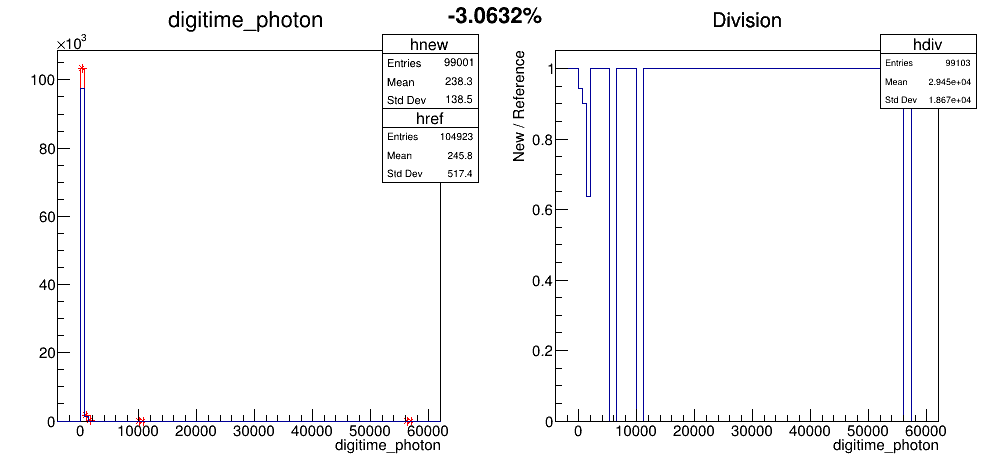 -3.0632%
digitime_photon
×10³
hnew
Entries 99001
Mean 238.3
Std Dev 138.5
href
Entries 104923
Mean 245.8
Std Dev 517.4
100
80
60
40
20
0
0 10000 20000 30000 40000 50000 60000
digitime_photon
Division
hdiv
Entries 99103
Mean 2.945e+04
Std Dev 1.867e+04
New / Reference
1
0.8
0.6
0.4
0.2
0
0 10000 20000 30000 40000 50000 60000
digitime_photon